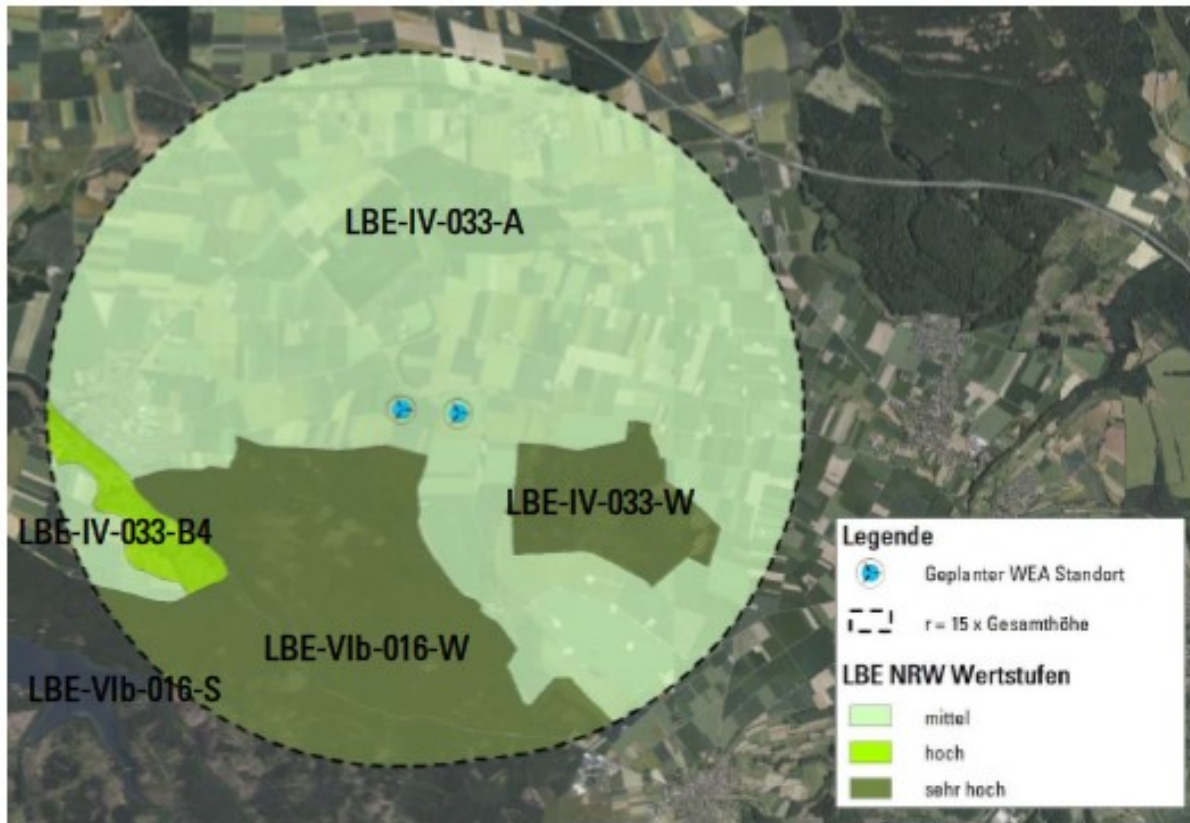 LBE-IV-033-A
LBE-IV-033-W
LBE-IV-033-B4
LBE-VIb-016-W
LBE-VIb-016-S
Legende
Geplanter WEA Standort
r = 15 x Gesamthöhe
LBE NRW Wertstufen
mittel
hoch
sehr hoch